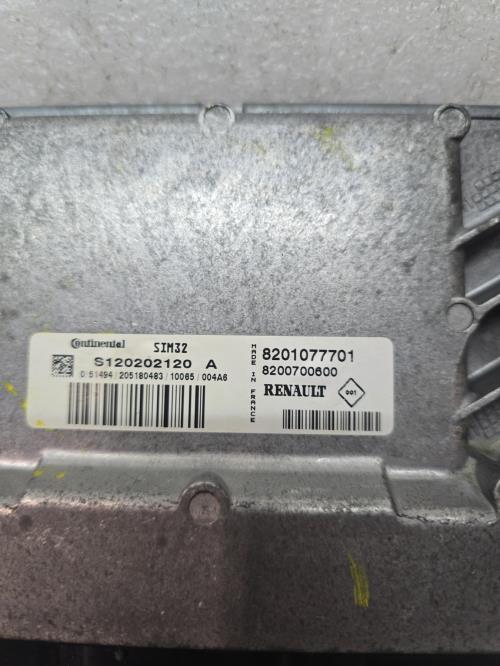 Continental SIM32
S120202120 A
0 51494 / 205180483 / 10065 / 004A6
MADE IN FRANCE
8201077701
8200700600
RENAULT
001